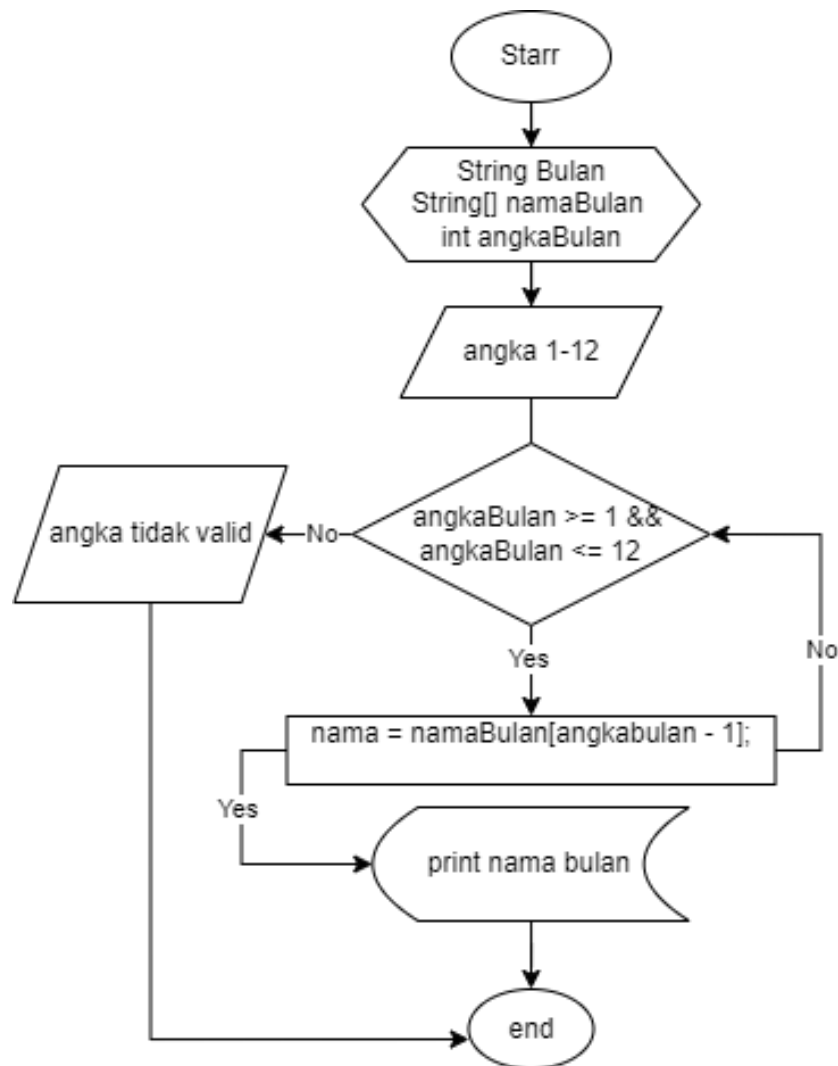 Starr
String Bulan
String[] namaBulan
int angkaBulan
angka 1-12
angkaBulan >= 1 &&
angkaBulan <= 12
No
angka tidak valid
Yes
No
nama = namaBulan[angkabulan - 1];
Yes
print nama bulan
end